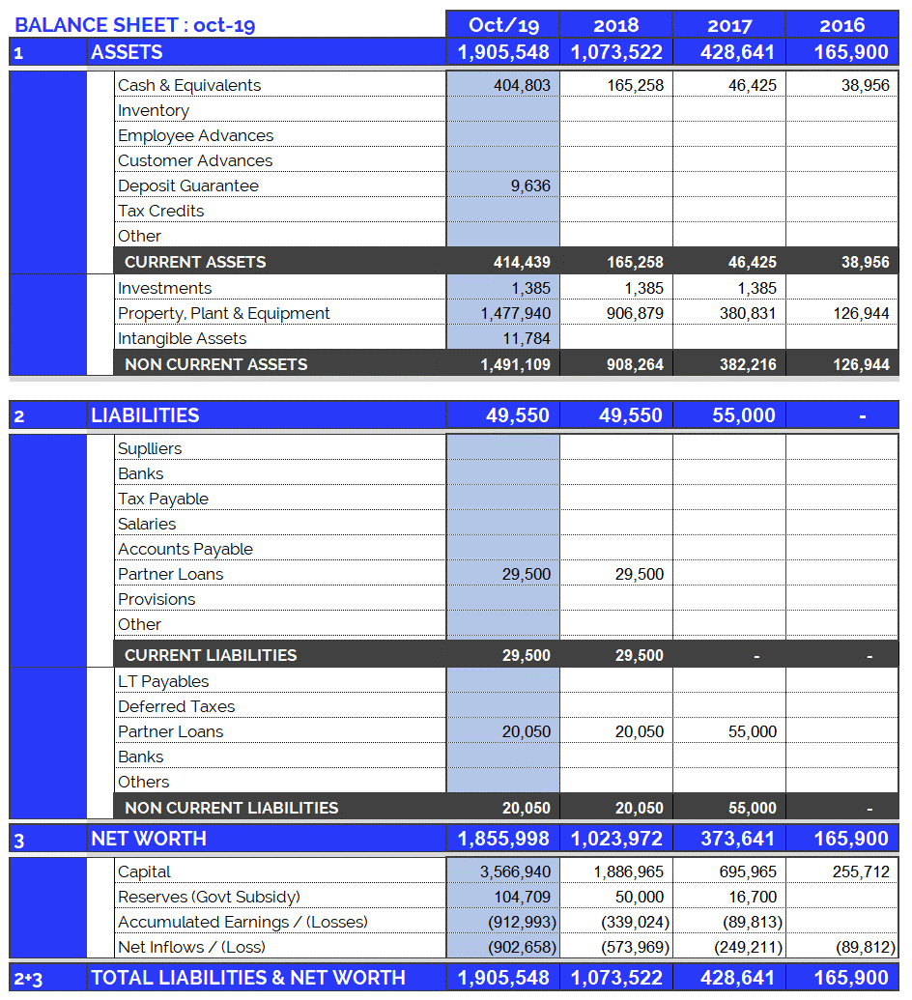 BALANCE SHEET : oct-19 Oct/19 2018 2017 2016
1 ASSETS 1,905,548 1,073,522 428,641 165,900
Cash & Equivalents 404,803 165,258 46,425 38,956
Inventory
Employee Advances
Customer Advances
Deposit Guarantee 9,636
Tax Credits
Other
CURRENT ASSETS 414,439 165,258 46,425 38,956
Investments 1,385 1,385 1,385
Property, Plant & Equipment 1,477,940 906,879 380,831 126,944
Intangible Assets 11,784
NON CURRENT ASSETS 1,491,109 908,264 382,216 126,944
2 LIABILITIES 49,550 49,550 55,000 -
Suplliers
Banks
Tax Payable
Salaries
Accounts Payable
Partner Loans 29,500 29,500
Provisions
Other
CURRENT LIABILITIES 29,500 29,500 - -
LT Payables
Deferred Taxes
Partner Loans 20,050 20,050 55,000
Banks
Others
NON CURRENT LIABILITIES 20,050 20,050 55,000 -
3 NET WORTH 1,855,998 1,023,972 373,641 165,900
Capital 3,566,940 1,886,965 695,965 255,712
Reserves (Govt Subsidy) 104,709 50,000 16,700
Accumulated Earnings / (Losses) (912,993) (339,024) (89,813)
Net Inflows / (Loss) (902,658) (573,969) (249,211) (89,812)
2+3 TOTAL LIABILITIES & NET WORTH 1,905,548 1,073,522 428,641 165,900